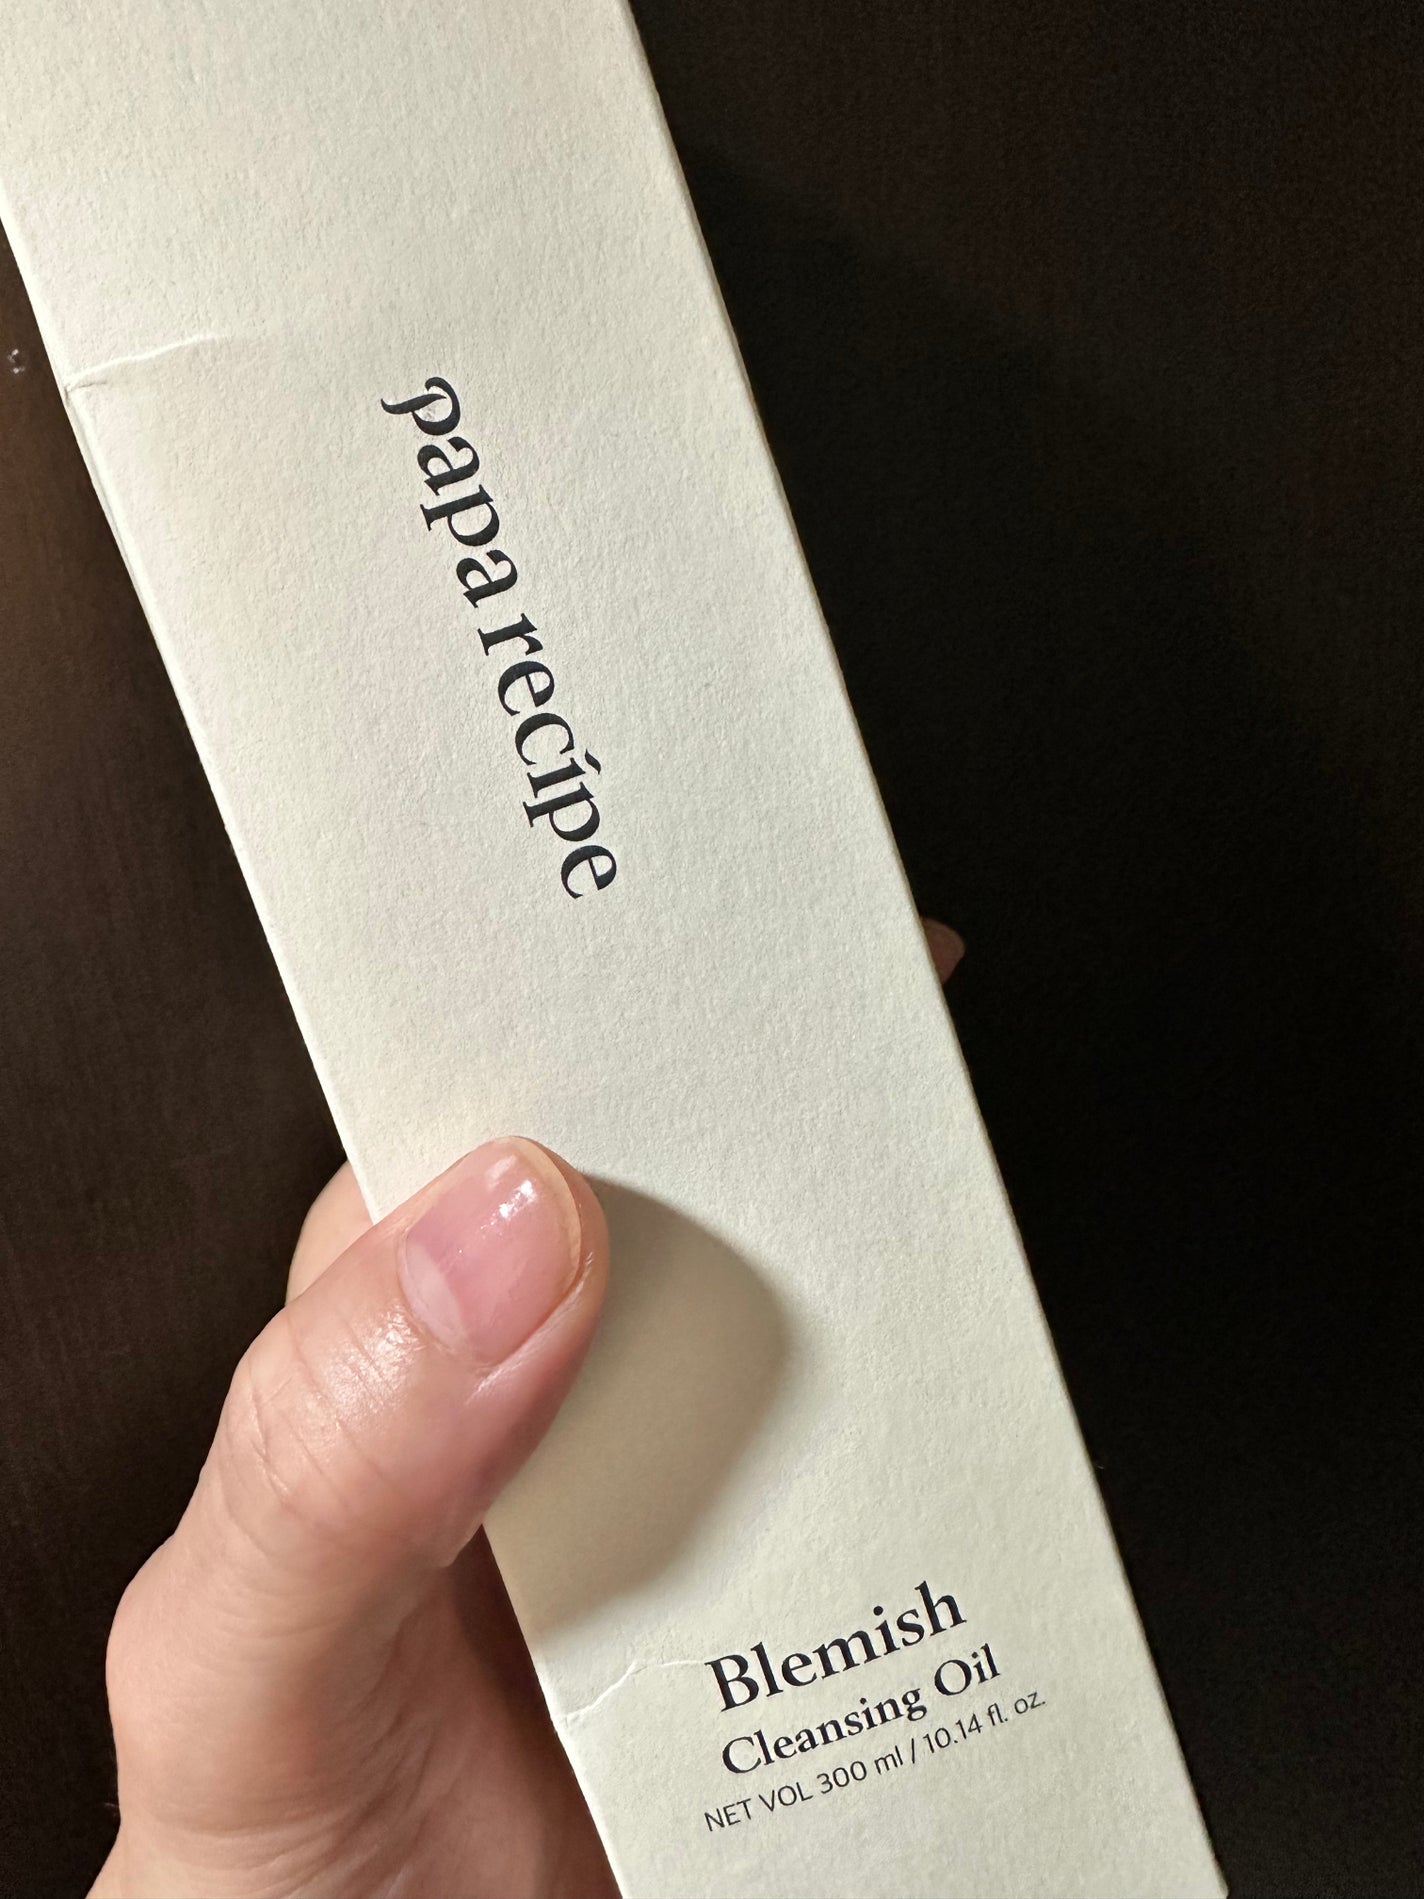 papa recipe
Blemish
Cleansing Oil
NET VOL 300 ml / 10.14 fl. oz.